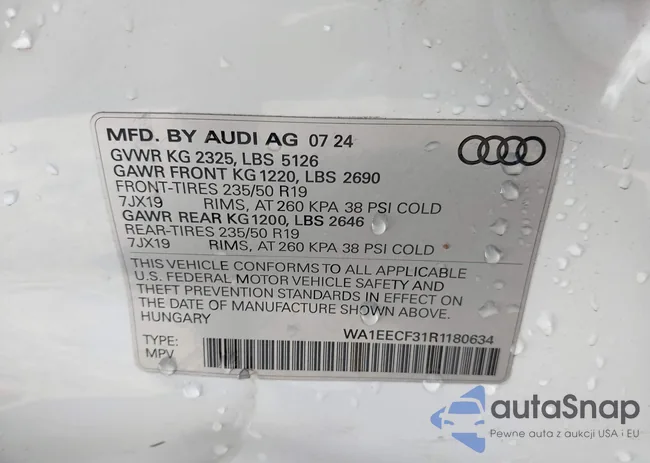 MFD. BY AUDI AG 07 24
GVWR KG 2325, LBS 5126
GAWR FRONT KG 1220, LBS 2690
FRONT-TIRES 235/50 R19
7JX19 RIMS, AT 260 KPA 38 PSI COLD
GAWR REAR KG 1200, LBS 2646
REAR-TIRES 235/50 R19
7JX19 RIMS, AT 260 KPA 38 PSI COLD
THIS VEHICLE CONFORMS TO ALL APPLICABLE
U.S. FEDERAL MOTOR VEHICLE SAFETY AND
THEFT PREVENTION STANDARDS IN EFFECT ON
THE DATE OF MANUFACTURE SHOWN ABOVE.
HUNGARY
WA1EECF31R1180634
TYPE:
MPV
autaSnap
Pewne auta z aukcji USA i EU